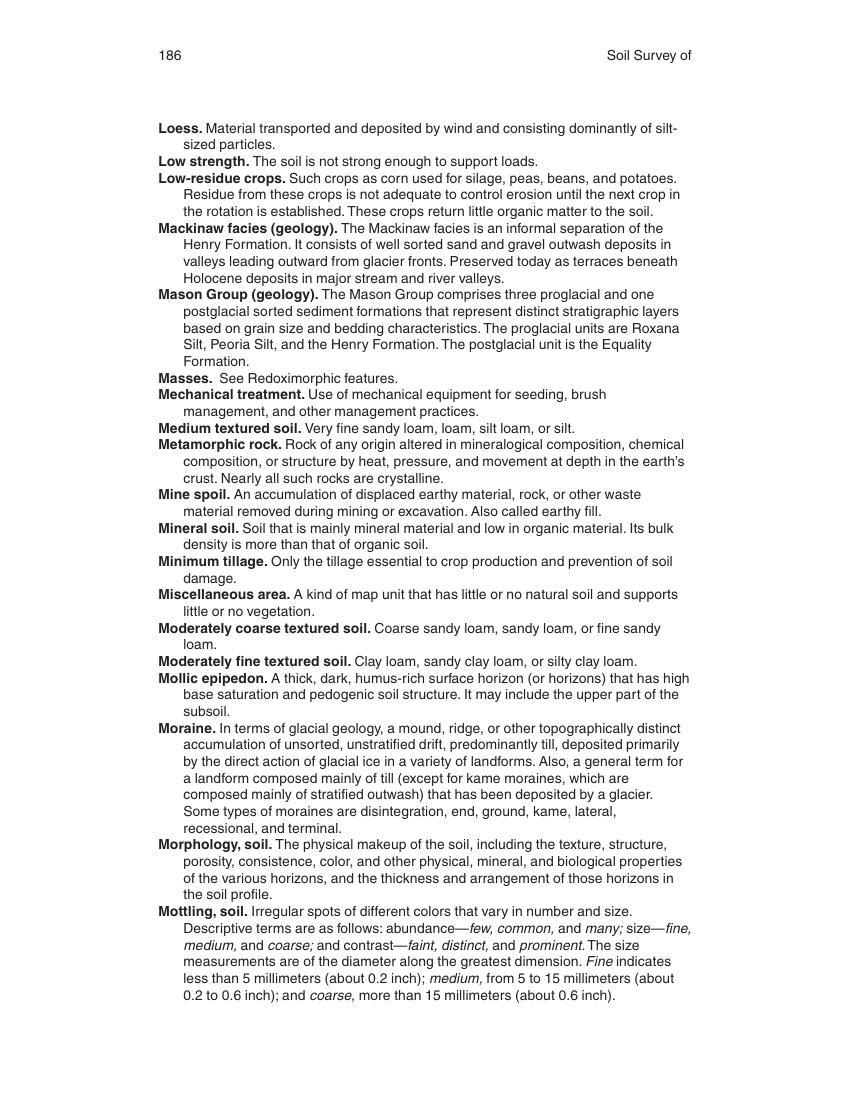 186
Soil Survey of
Loess. Material transported and deposited by wind and consisting dominantly of silt-
sized particles.
Low strength. The soil is not strong enough to support loads.
Low-residue crops. Such crops as corn used for silage, peas, beans, and potatoes.
Residue from these crops is not adequate to control erosion until the next crop in
the rotation is established. These crops return little organic matter to the soil.
Mackinaw facies (geology). The Mackinaw facies is an informal separation of the
Henry Formation. It consists of well sorted sand and gravel outwash deposits in
valleys leading outward from glacier fronts. Preserved today as terraces beneath
Holocene deposits in major stream and river valleys.
Mason Group (geology). The Mason Group comprises three proglacial and one
postglacial sorted sediment formations that represent distinct stratigraphic layers
based on grain size and bedding characteristics. The proglacial units are Roxana
Silt, Peoria Silt, and the Henry Formation. The postglacial unit is the Equality
Formation.
Masses. See Redoximorphic features.
Mechanical treatment. Use of mechanical equipment for seeding, brush
management, and other management practices.
Medium textured soil. Very fine sandy loam, loam, silt loam, or silt.
Metamorphic rock. Rock of any origin altered in mineralogical composition, chemical
composition, or structure by heat, pressure, and movement at depth in the earth's
crust. Nearly all such rocks are crystalline.
Mine spoil. An accumulation of displaced earthy material, rock, or other waste
material removed during mining or excavation. Also called earthy fill.
Mineral soil. Soil that is mainly mineral material and low in organic material. Its bulk
density is more than that of organic soil.
Minimum tillage. Only the tillage essential to crop production and prevention of soil
damage.
Miscellaneous area. A kind of map unit that has little or no natural soil and supports
little or no vegetation.
Moderately coarse textured soil. Coarse sandy loam, sandy loam, or fine sandy
loam.
Moderately fine textured soil. Clay loam, sandy clay loam, or silty clay loam.
Mollic epipedon. A thick, dark, humus-rich surface horizon (or horizons) that has high
base saturation and pedogenic soil structure. It may include the upper part of the
subsoil.
Moraine. In terms of glacial geology, a mound, ridge, or other topographically distinct
accumulation of unsorted, unstratified drift, predominantly till, deposited primarily
by the direct action of glacial ice in a variety of landforms. Also, a general term for
a landform composed mainly of till (except for kame moraines, which are
composed mainly of stratified outwash) that has been deposited by a glacier.
Some types of moraines are disintegration, end, ground, kame, lateral,
recessional, and terminal.
Morphology, soil. The physical makeup of the soil, including the texture, structure,
porosity, consistence, color, and other physical, mineral, and biological properties
of the various horizons, and the thickness and arrangement of those horizons in
the soil profile.
Mottling, soil. Irregular spots of different colors that vary in number and size.
Descriptive terms are as follows: abundance—few, common, and many; size—fine,
medium, and coarse; and contrast—faint, distinct, and prominent. The size
measurements are of the diameter along the greatest dimension. Fine indicates
less than 5 millimeters (about 0.2 inch); medium, from 5 to 15 millimeters (about
0.2 to 0.6 inch); and coarse, more than 15 millimeters (about 0.6 inch).